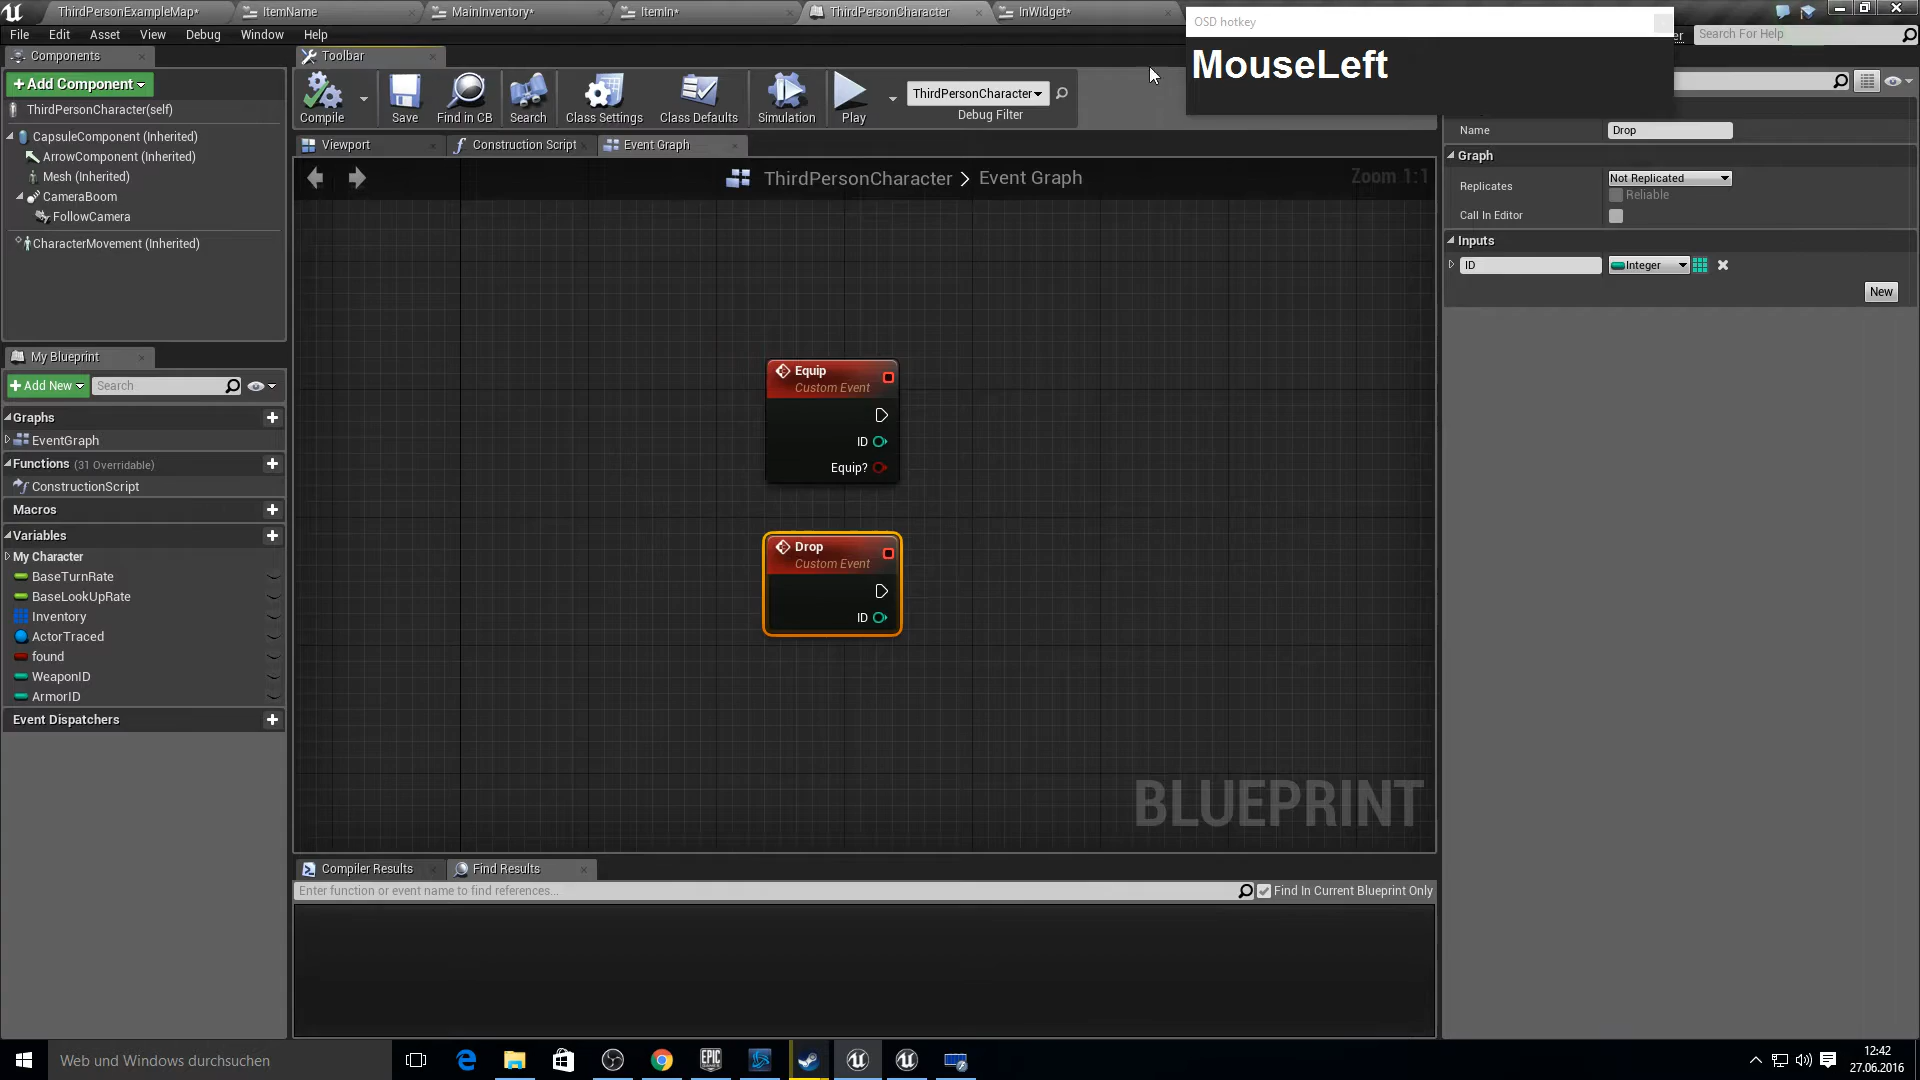 ThirdPersonExampleMap*
ItemName
MainInventory*
ItemIn*
ThirdPersonCharacter
InWIdget*
OSD hotkey
MouseLeft
File Edit Asset View Debug Window Help
Search For Help
Components
Toolbar
+Add Component
ThirdPersonCharacter(self)
CapsuleComponent (Inherited)
ArrowComponent (Inherited)
Mesh (Inherited)
CameraBoom
FollowCamera
CharacterMovement (Inherited)
Compile
Save
Find in CB
Search
Class Settings
Class Defaults
Simulation
Play
ThirdPersonCharacter
Debug Filter
Viewport
Construction Script
Event Graph
ThirdPersonCharacter > Event Graph
Zoom 1:1
Name
Drop
Graph
Replicates
Not Replicated
Reliable
Call In Editor
Inputs
ID
Integer
New
My Blueprint
+Add New
Search
Graphs
EventGraph
Functions (31 Overridable)
ConstructionScript
Macros
Variables
My Character
BaseTurnRate
BaseLookUpRate
Inventory
ActorTraced
found
WeaponID
ArmorID
Event Dispatchers
Equip
Custom Event
ID
Equip?
Drop
Custom Event
ID
BLUEPRINT
Compiler Results
Find Results
Enter function or event name to find references...
Find In Current Blueprint Only
Web und Windows durchsuchen
EPIC
12:42
27.06.2016